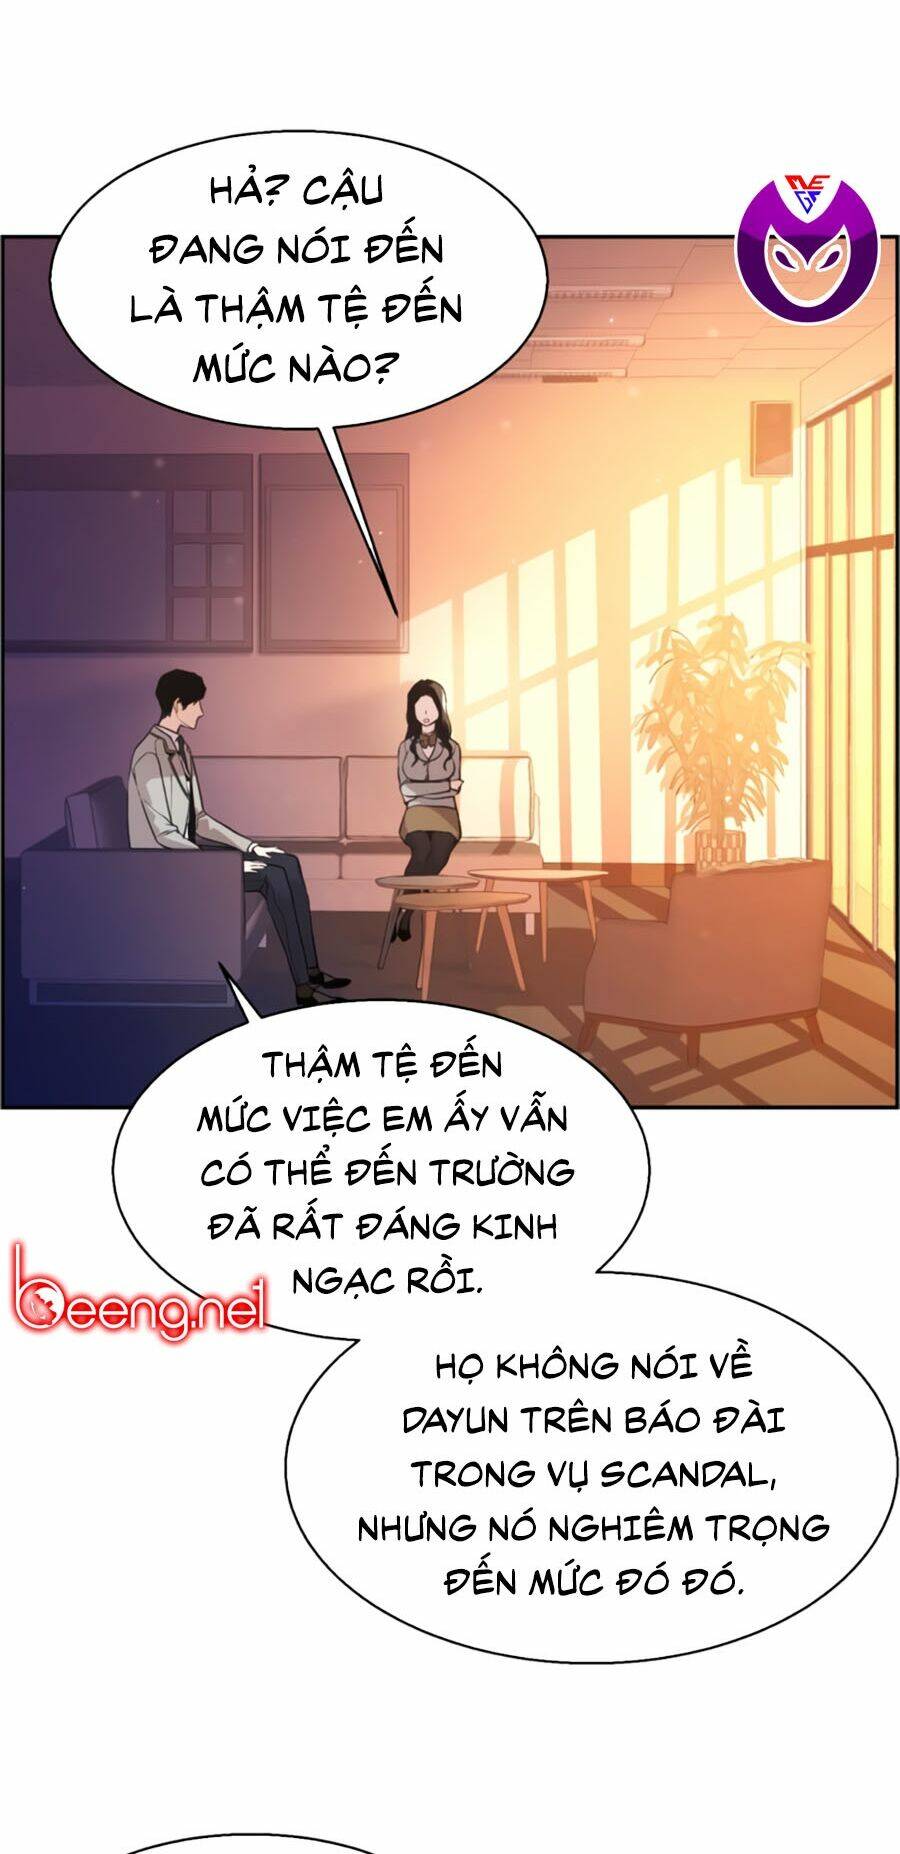 MEGF
HẢ? CẬU
ĐANG NÓI ĐẾN
LÀ THẬM TỆ ĐẾN
MỨC NÀO?
THẬM TỆ ĐẾN
MỨC VIỆC EM ẤY VẪN
CÓ THỂ ĐẾN TRƯỜNG
ĐÃ RẤT ĐÁNG KINH
NGẠC RỒI.
beeng.net
HỌ KHÔNG NÓI VỀ
DAYUN TRÊN BÁO ĐÀI
TRONG VỤ SCANDAL,
NHƯNG NÓ NGHIÊM TRỌNG
ĐẾN MỨC ĐÓ ĐÓ.